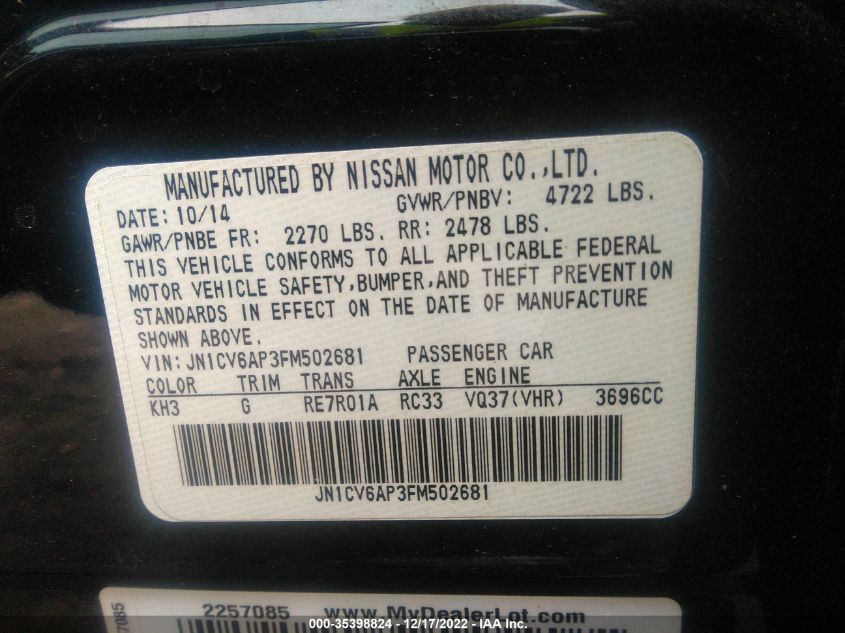 MANUFACTURED BY NISSAN MOTOR CO.,LTD.
DATE: 10/14 GVWR/PNBV: 4722 LBS.
GAWR/PNBE FR: 2270 LBS. RR: 2478 LBS.
THIS VEHICLE CONFORMS TO ALL APPLICABLE FEDERAL
MOTOR VEHICLE SAFETY,BUMPER,AND THEFT PREVENTION
STANDARDS IN EFFECT ON THE DATE OF MANUFACTURE
SHOWN ABOVE.
VIN: JN1CV6AP3FM502681 PASSENGER CAR
COLOR TRIM TRANS AXLE ENGINE
KH3 G RE7R01A RC33 VQ37(VHR) 3696CC
JN1CV6AP3FM502681
2257085 www.MyDealerLot.com
000-35398824 - 12/17/2022 - IAA Inc.